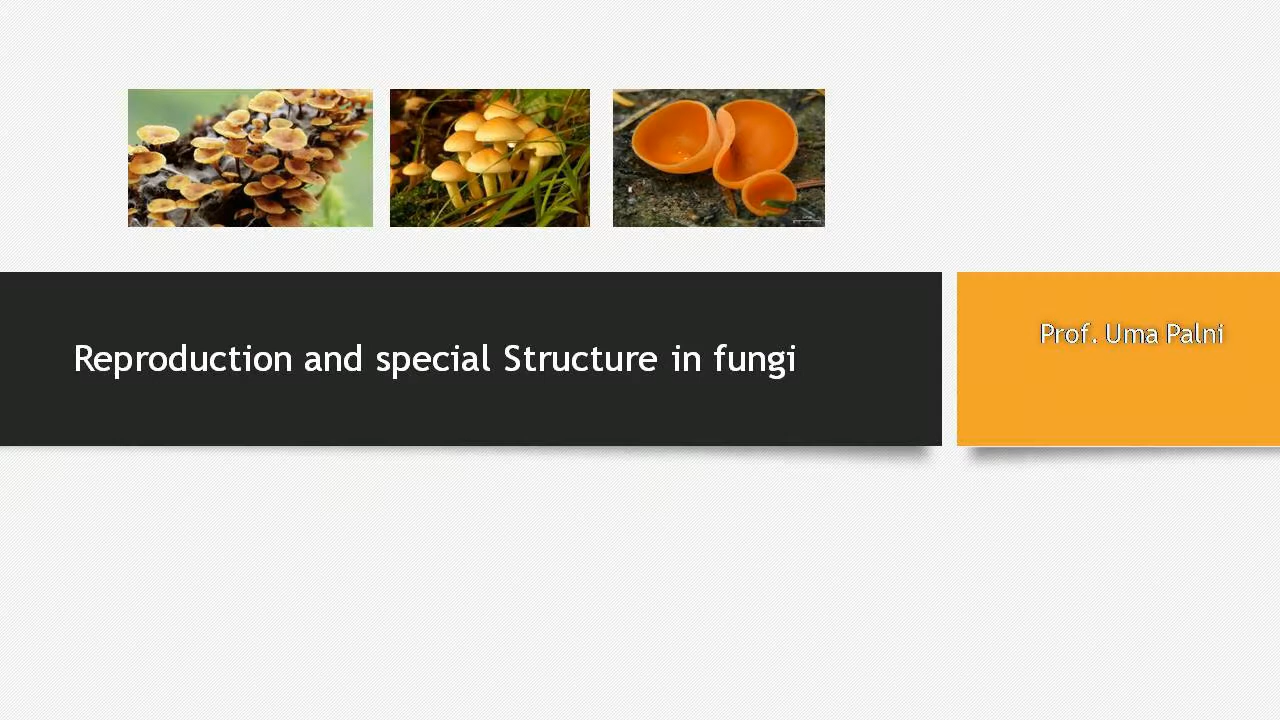 Reproduction and special Structure in fungi
Prof. Uma Palni